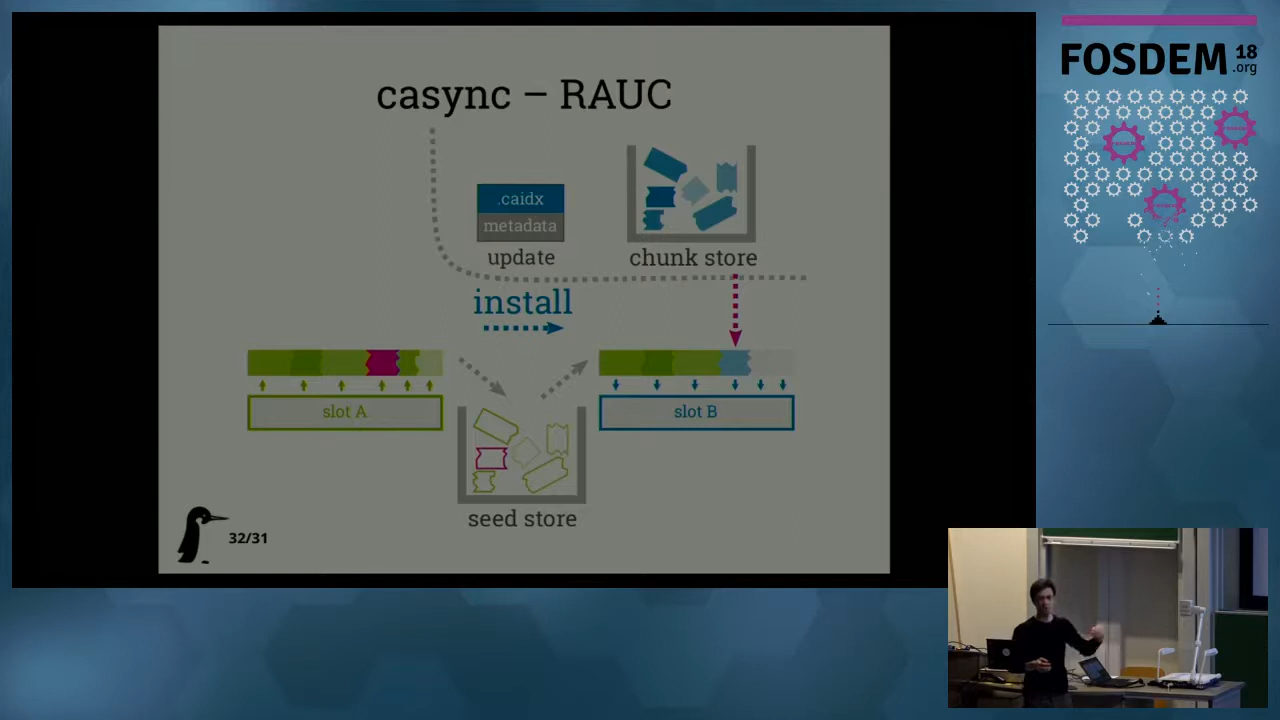 casync – RAUC
.caidx
metadata
update
chunk store
install
slot A
slot B
seed store
32/31
FOSDEM 18
.org